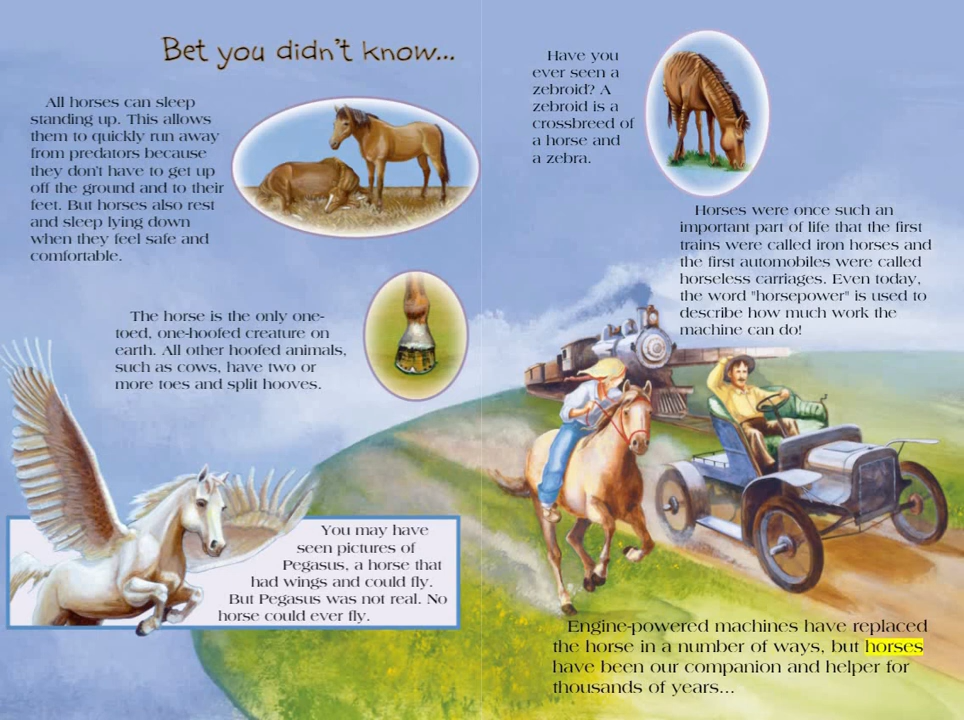 Bet you didn't know...
All horses can sleep
standing up. This allows
them to quickly run away
from predators because
they don't have to get up
off the ground and to their
feet. But horses also rest
and sleep lying down
when they feel safe and
comfortable.
The horse is the only one-
toed, one-hoofed creature on
earth. All other hoofed animals,
such as cows, have two or
more toes and split hooves.
You may have
seen pictures of
Pegasus, a horse that
had wings and could fly.
But Pegasus was not real. No
horse could ever fly.
Have you
ever seen a
zebroid? A
zebroid is a
crossbreed of
a horse and
a zebra.
Horses were once such an
important part of life that the first
trains were called iron horses and
the first automobiles were called
horseless carriages. Even today,
the word "horsepower" is used to
describe how much work the
machine can do!
Engine-powered machines have replaced
the horse in a number of ways, but horses
have been our companion and helper for
thousands of years...